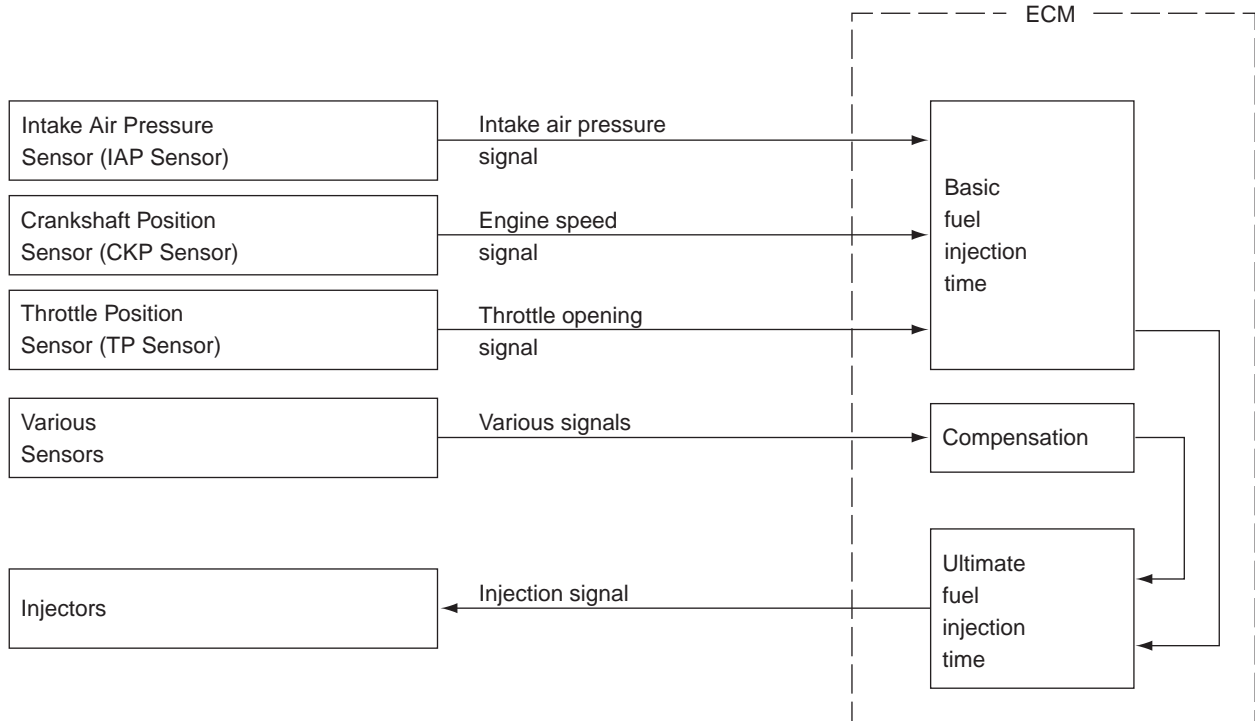 ECM
Intake Air Pressure
Sensor (IAP Sensor)
Intake air pressure
signal
Crankshaft Position
Sensor (CKP Sensor)
Engine speed
signal
Throttle Position
Sensor (TP Sensor)
Throttle opening
signal
Basic
fuel
injection
time
Various
Sensors
Various signals
Compensation
Injectors
Injection signal
Ultimate
fuel
injection
time